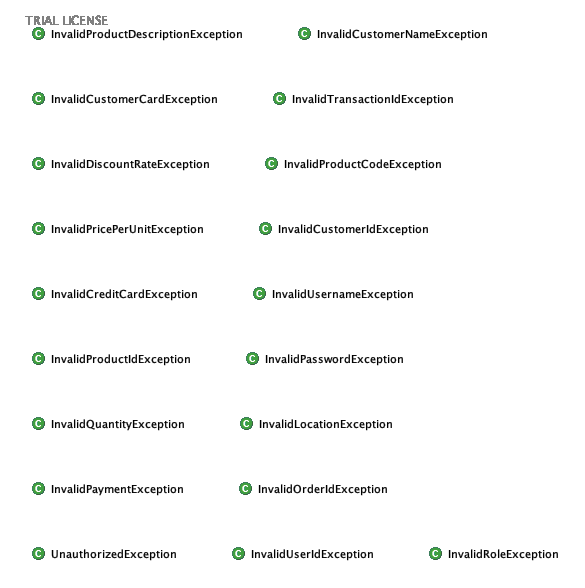 TRIAL LICENSE
C InvalidProductDescriptionException C InvalidCustomerNameException
C InvalidCustomerCardException C InvalidTransactionIdException
C InvalidDiscountRateException C InvalidProductCodeException
C InvalidPricePerUnitException C InvalidCustomerIdException
C InvalidCreditCardException C InvalidUsernameException
C InvalidProductIdException C InvalidPasswordException
C InvalidQuantityException C InvalidLocationException
C InvalidPaymentException C InvalidOrderIdException
C UnauthorizedException C InvalidUserIdException C InvalidRoleException